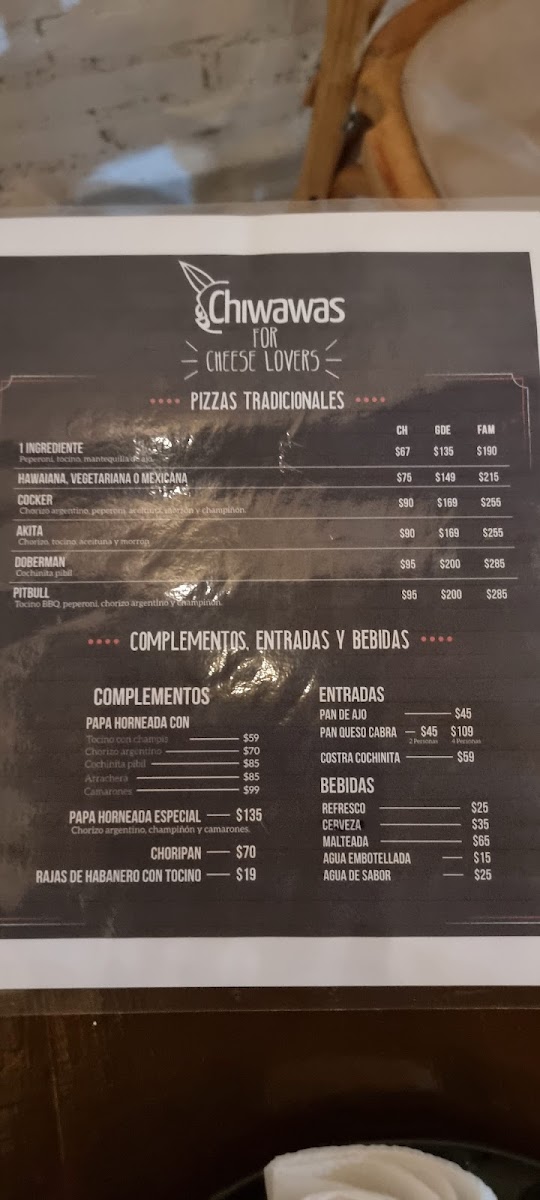 Chiwawas
FOR
CHEESE LOVERS
PIZZAS TRADICIONALES
CH GDE FAM
1 INGREDIENTE $67 $135 $190
Peperoni, tocino, mantequilla de ajo.
HAWAIANA, VEGETARIANA O MEXICANA $75 $149 $215
COCKER $90 $169 $255
Chorizo argentino, peperoni, aceituna, morrón y champiñón.
AKITA $90 $169 $255
Chorizo, tocino, aceituna y morrón
DOBERMAN $95 $200 $285
Cochinita pibil
PITBULL $95 $200 $285
Tocino BBQ, peperoni, chorizo argentino y champiñón.
COMPLEMENTOS, ENTRADAS Y BEBIDAS
COMPLEMENTOS
PAPA HORNEADA CON
Tocino con champis $59
Chorizo argentino $70
Cochinita pibil $85
Arrachera $85
Camarones $99
PAPA HORNEADA ESPECIAL $135
Chorizo argentino, champiñón y camarones.
CHORIPAN $70
RAJAS DE HABANERO CON TOCINO $19
ENTRADAS
PAN DE AJO $45
PAN QUESO CABRA $45 $109
2 Personas 4 Personas
COSTRA COCHINITA $59
BEBIDAS
REFRESCO $25
CERVEZA $35
MALTEADA $65
AGUA EMBOTELLADA $15
AGUA DE SABOR $25